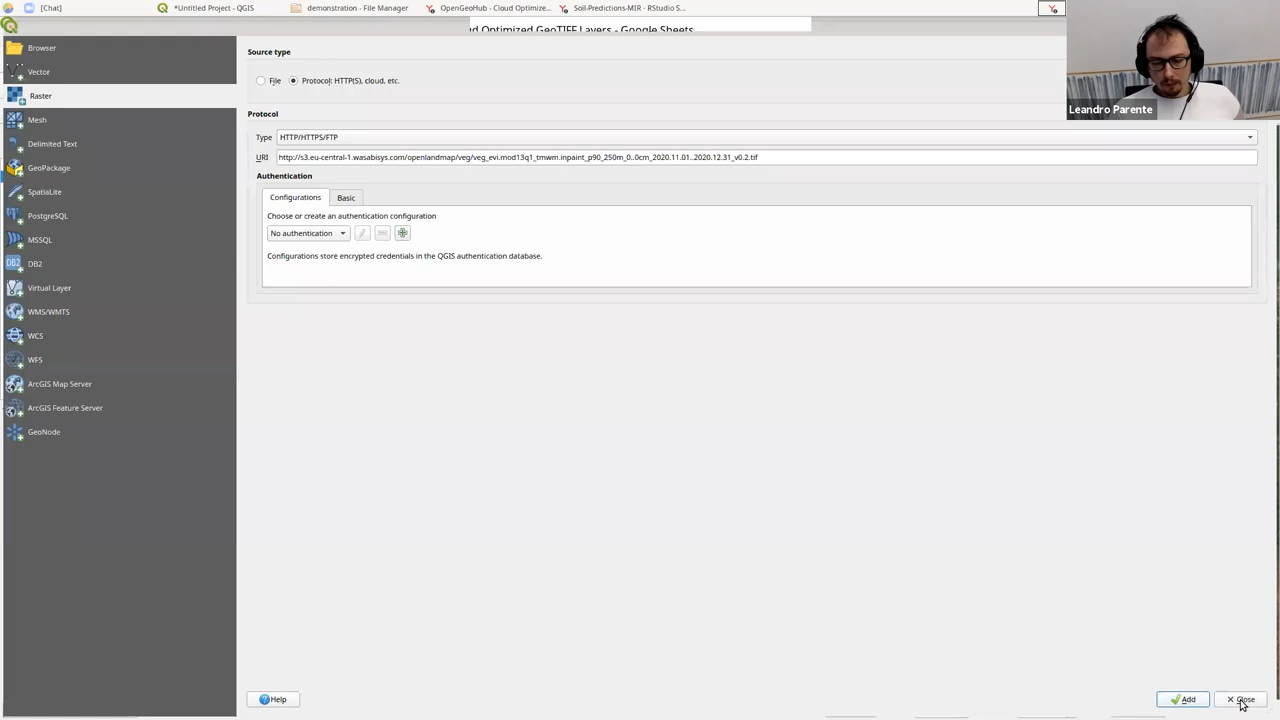 [Chat]
*Untitled Project - QGIS
demonstration - File Manager
OpenGeoHub - Cloud Optimize...
Soil-Predictions-MIR - RStudio S...
d Optimized GeoTIFF Layers - Google Sheets
Browser
Vector
Raster
Mesh
Delimited Text
GeoPackage
SpatiaLite
PostgreSQL
MSSQL
DB2
Virtual Layer
WMS/WMTS
WCS
WFS
ArcGIS Map Server
ArcGIS Feature Server
GeoNode
Source type
File
Protocol: HTTP(S), cloud, etc.
Protocol
Type HTTP/HTTPS/FTP
URI http://s3.eu-central-1.wasabisys.com/openlandmap/veg/veg_evi.mod13q1_tmwm.inpaint_p90_250m_0..0cm_2020.11.01..2020.12.31_v0.2.tif
Authentication
Configurations Basic
Choose or create an authentication configuration
No authentication
Configurations store encrypted credentials in the QGIS authentication database.
Help
Add
Close
Leandro Parente